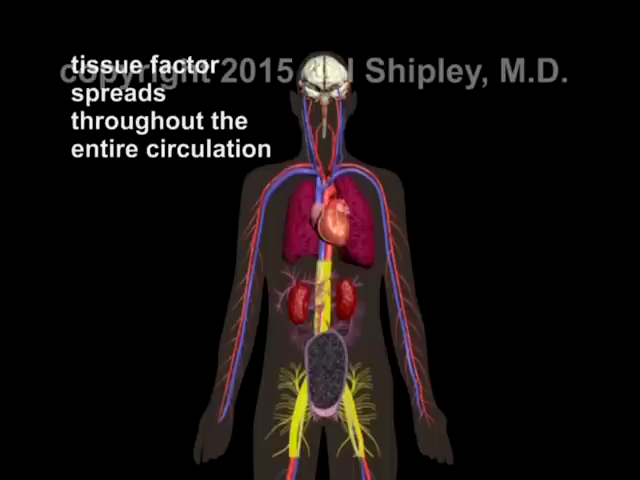 tissue factor
copyright 2015 Shipley, M.D.
spreads
throughout the
entire circulation